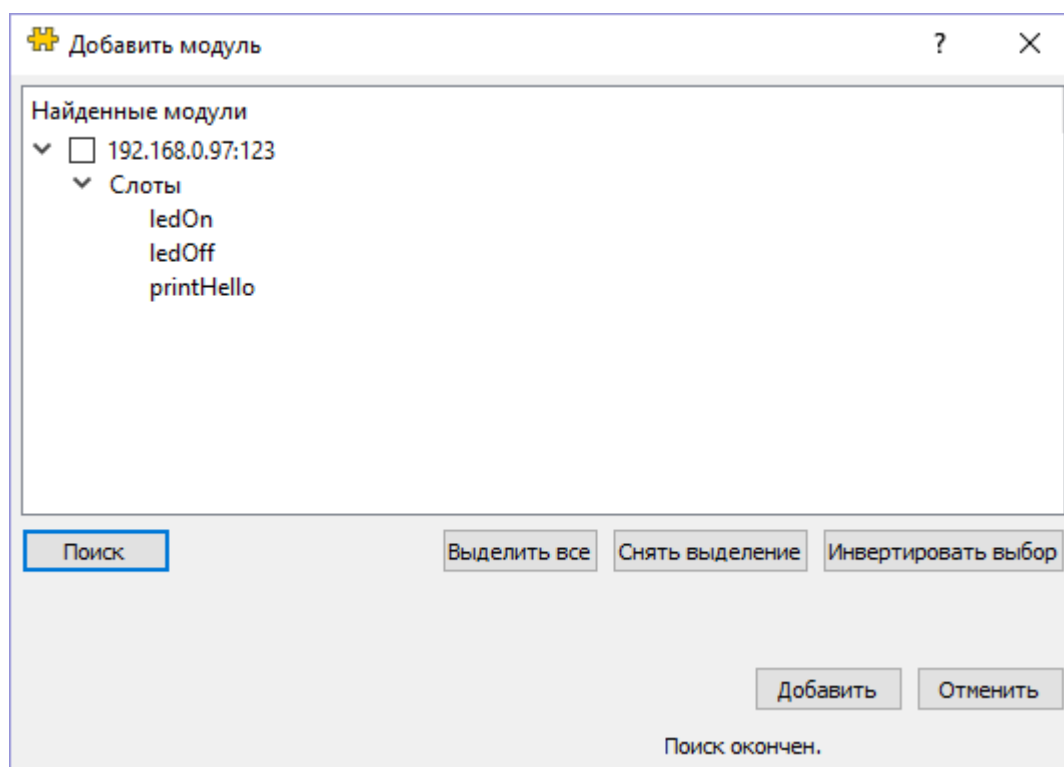 Добавить модуль ?
Найденные модули
192.168.0.97:123
Слоты
ledOn
ledOff
printHello
Поиск Выделить все Снять выделение Инвертировать выбор
Добавить Отменить
Поиск окончен.